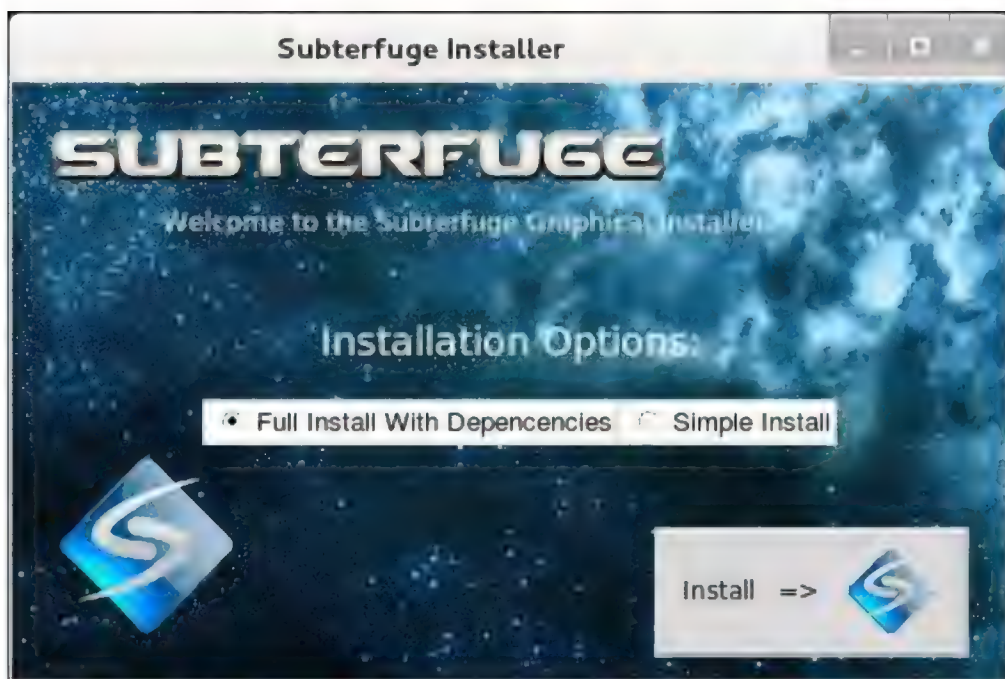 Subterfuge Installer
SUBTERFUGE
Welcome to the Subterfuge Graphical Installer
Installation Options:
Full Install With Depencencies Simple Install
Install =>